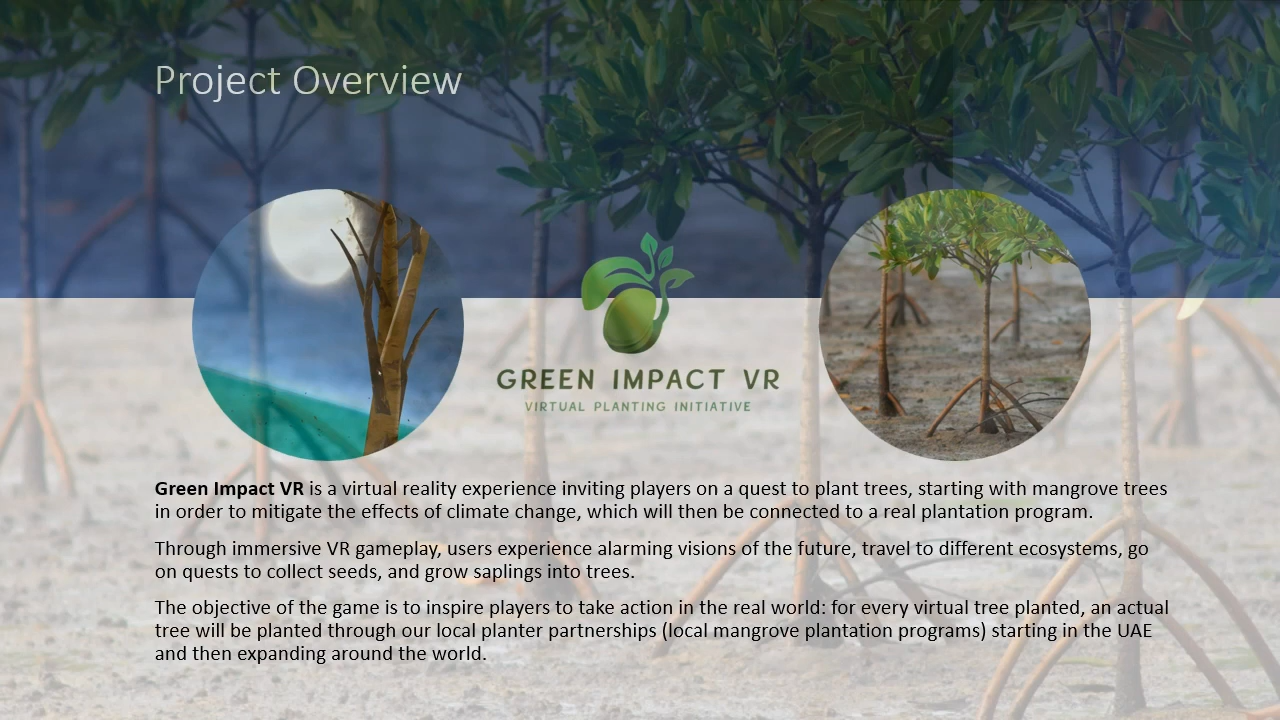 Project Overview
GREEN IMPACT VR
VIRTUAL PLANTING INITIATIVE
Green Impact VR is a virtual reality experience inviting players on a quest to plant trees, starting with mangrove trees
in order to mitigate the effects of climate change, which will then be connected to a real plantation program.
Through immersive VR gameplay, users experience alarming visions of the future, travel to different ecosystems, go
on quests to collect seeds, and grow saplings into trees.
The objective of the game is to inspire players to take action in the real world: for every virtual tree planted, an actual
tree will be planted through our local planter partnerships (local mangrove plantation programs) starting in the UAE
and then expanding around the world.